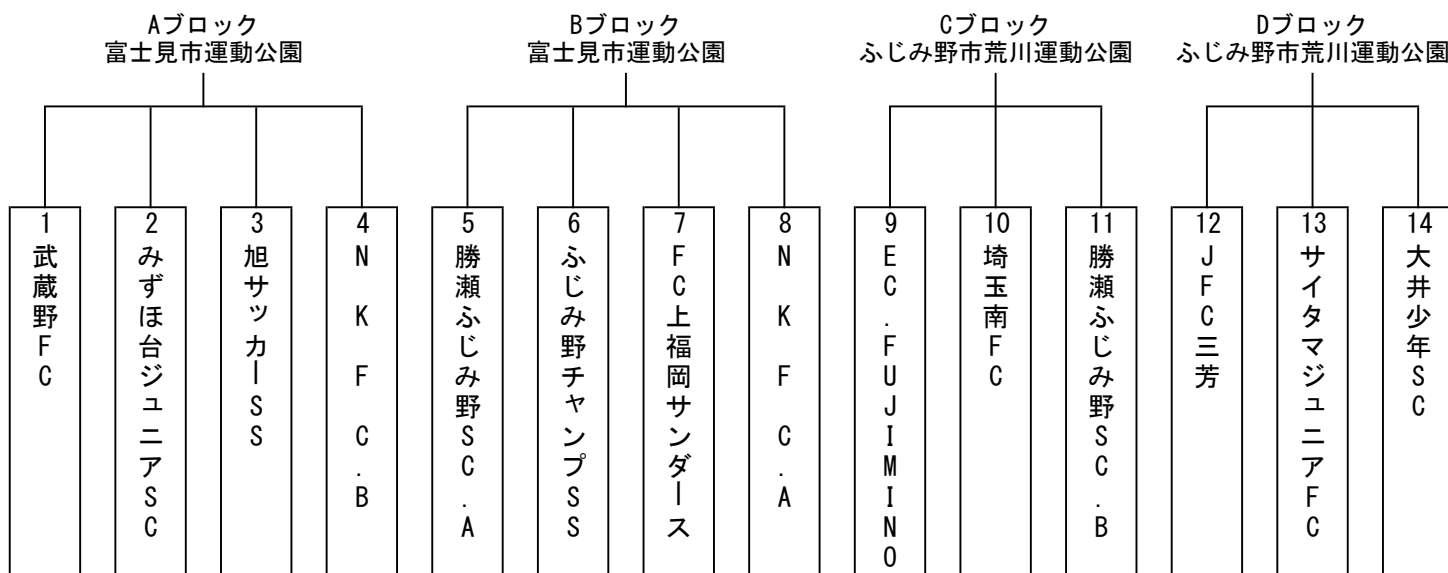 Aブロック
富士見市運動公園
Bブロック
富士見市運動公園
Cブロック
ふじみ野市荒川運動公園
Dブロック
ふじみ野市荒川運動公園
1
武蔵野FC
2
みずほ台ジュニアSC
3
旭サッカーSS
4
NKFC.B
5
勝瀬ふじみ野SC.A
6
ふじみ野チャンプSS
7
FC上福岡サンダース
8
NKFC.A
9
EC.FUJIMINO
10
埼玉南FC
11
勝瀬ふじみ野SC.B
12
JFC三芳
13
サイタマジュニアFC
14
大井少年SC